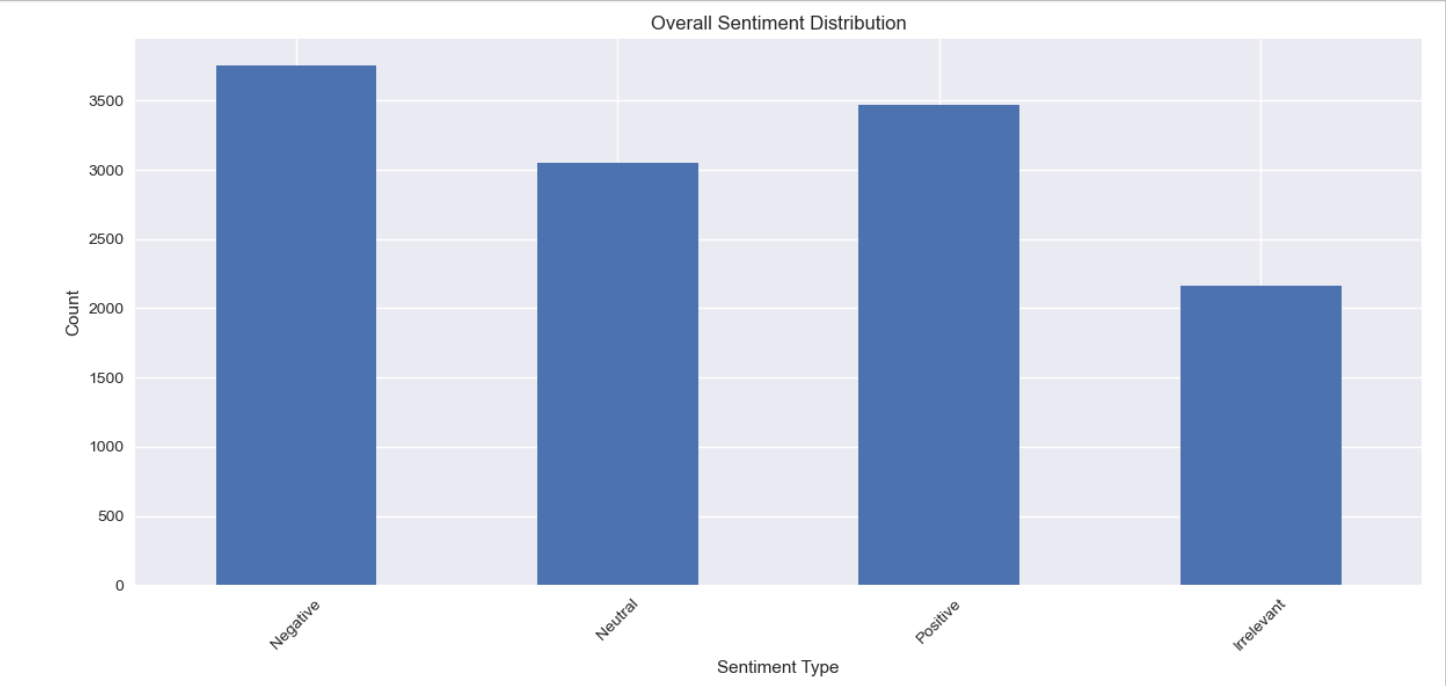 Overall Sentiment Distribution
3500
3000
2500
2000
1500
1000
500
0
Count
Negative
Neutral
Positive
Irrelevant
Sentiment Type